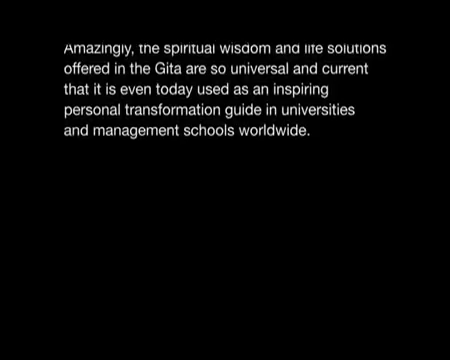 Amazingly, the spiritual wisdom and life solutions
offered in the Gita are so universal and current
that it is even today used as an inspiring
personal transformation guide in universities
and management schools worldwide.